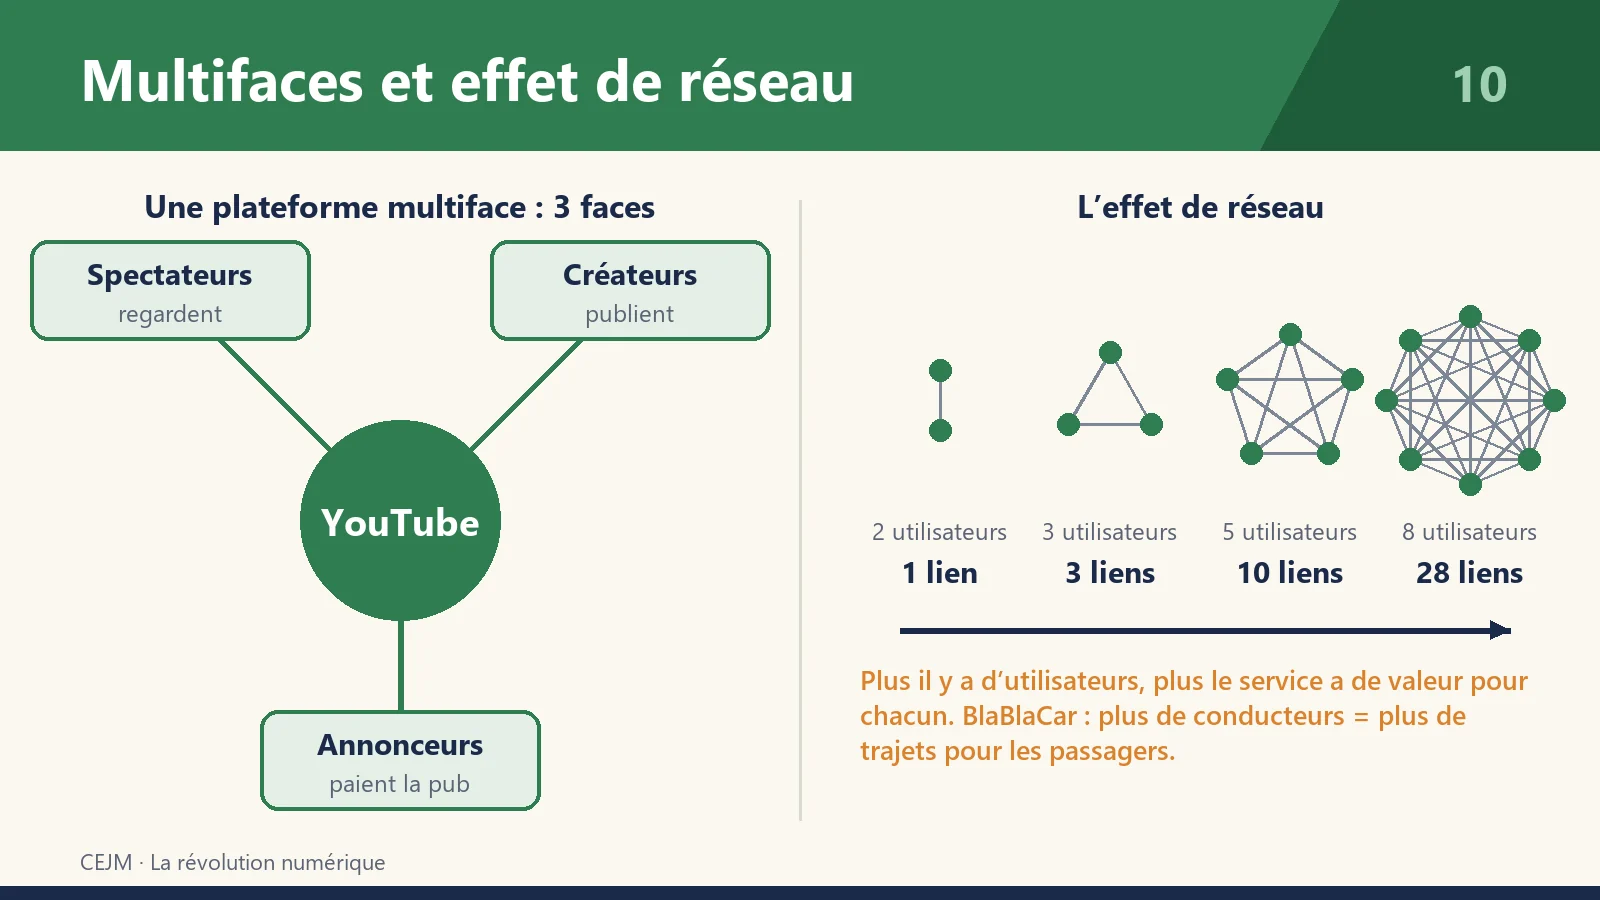 Multifaces et effet de réseau
10
Une plateforme multiface : 3 faces
Spectateurs
regardent
Créateurs
publient
YouTube
Annonceurs
paient la pub
L’effet de réseau
2 utilisateurs
1 lien
3 utilisateurs
3 liens
5 utilisateurs
10 liens
8 utilisateurs
28 liens
Plus il y a d’utilisateurs, plus le service a de valeur pour
chacun. BlaBlaCar : plus de conducteurs = plus de
trajets pour les passagers.
CEJM · La révolution numérique